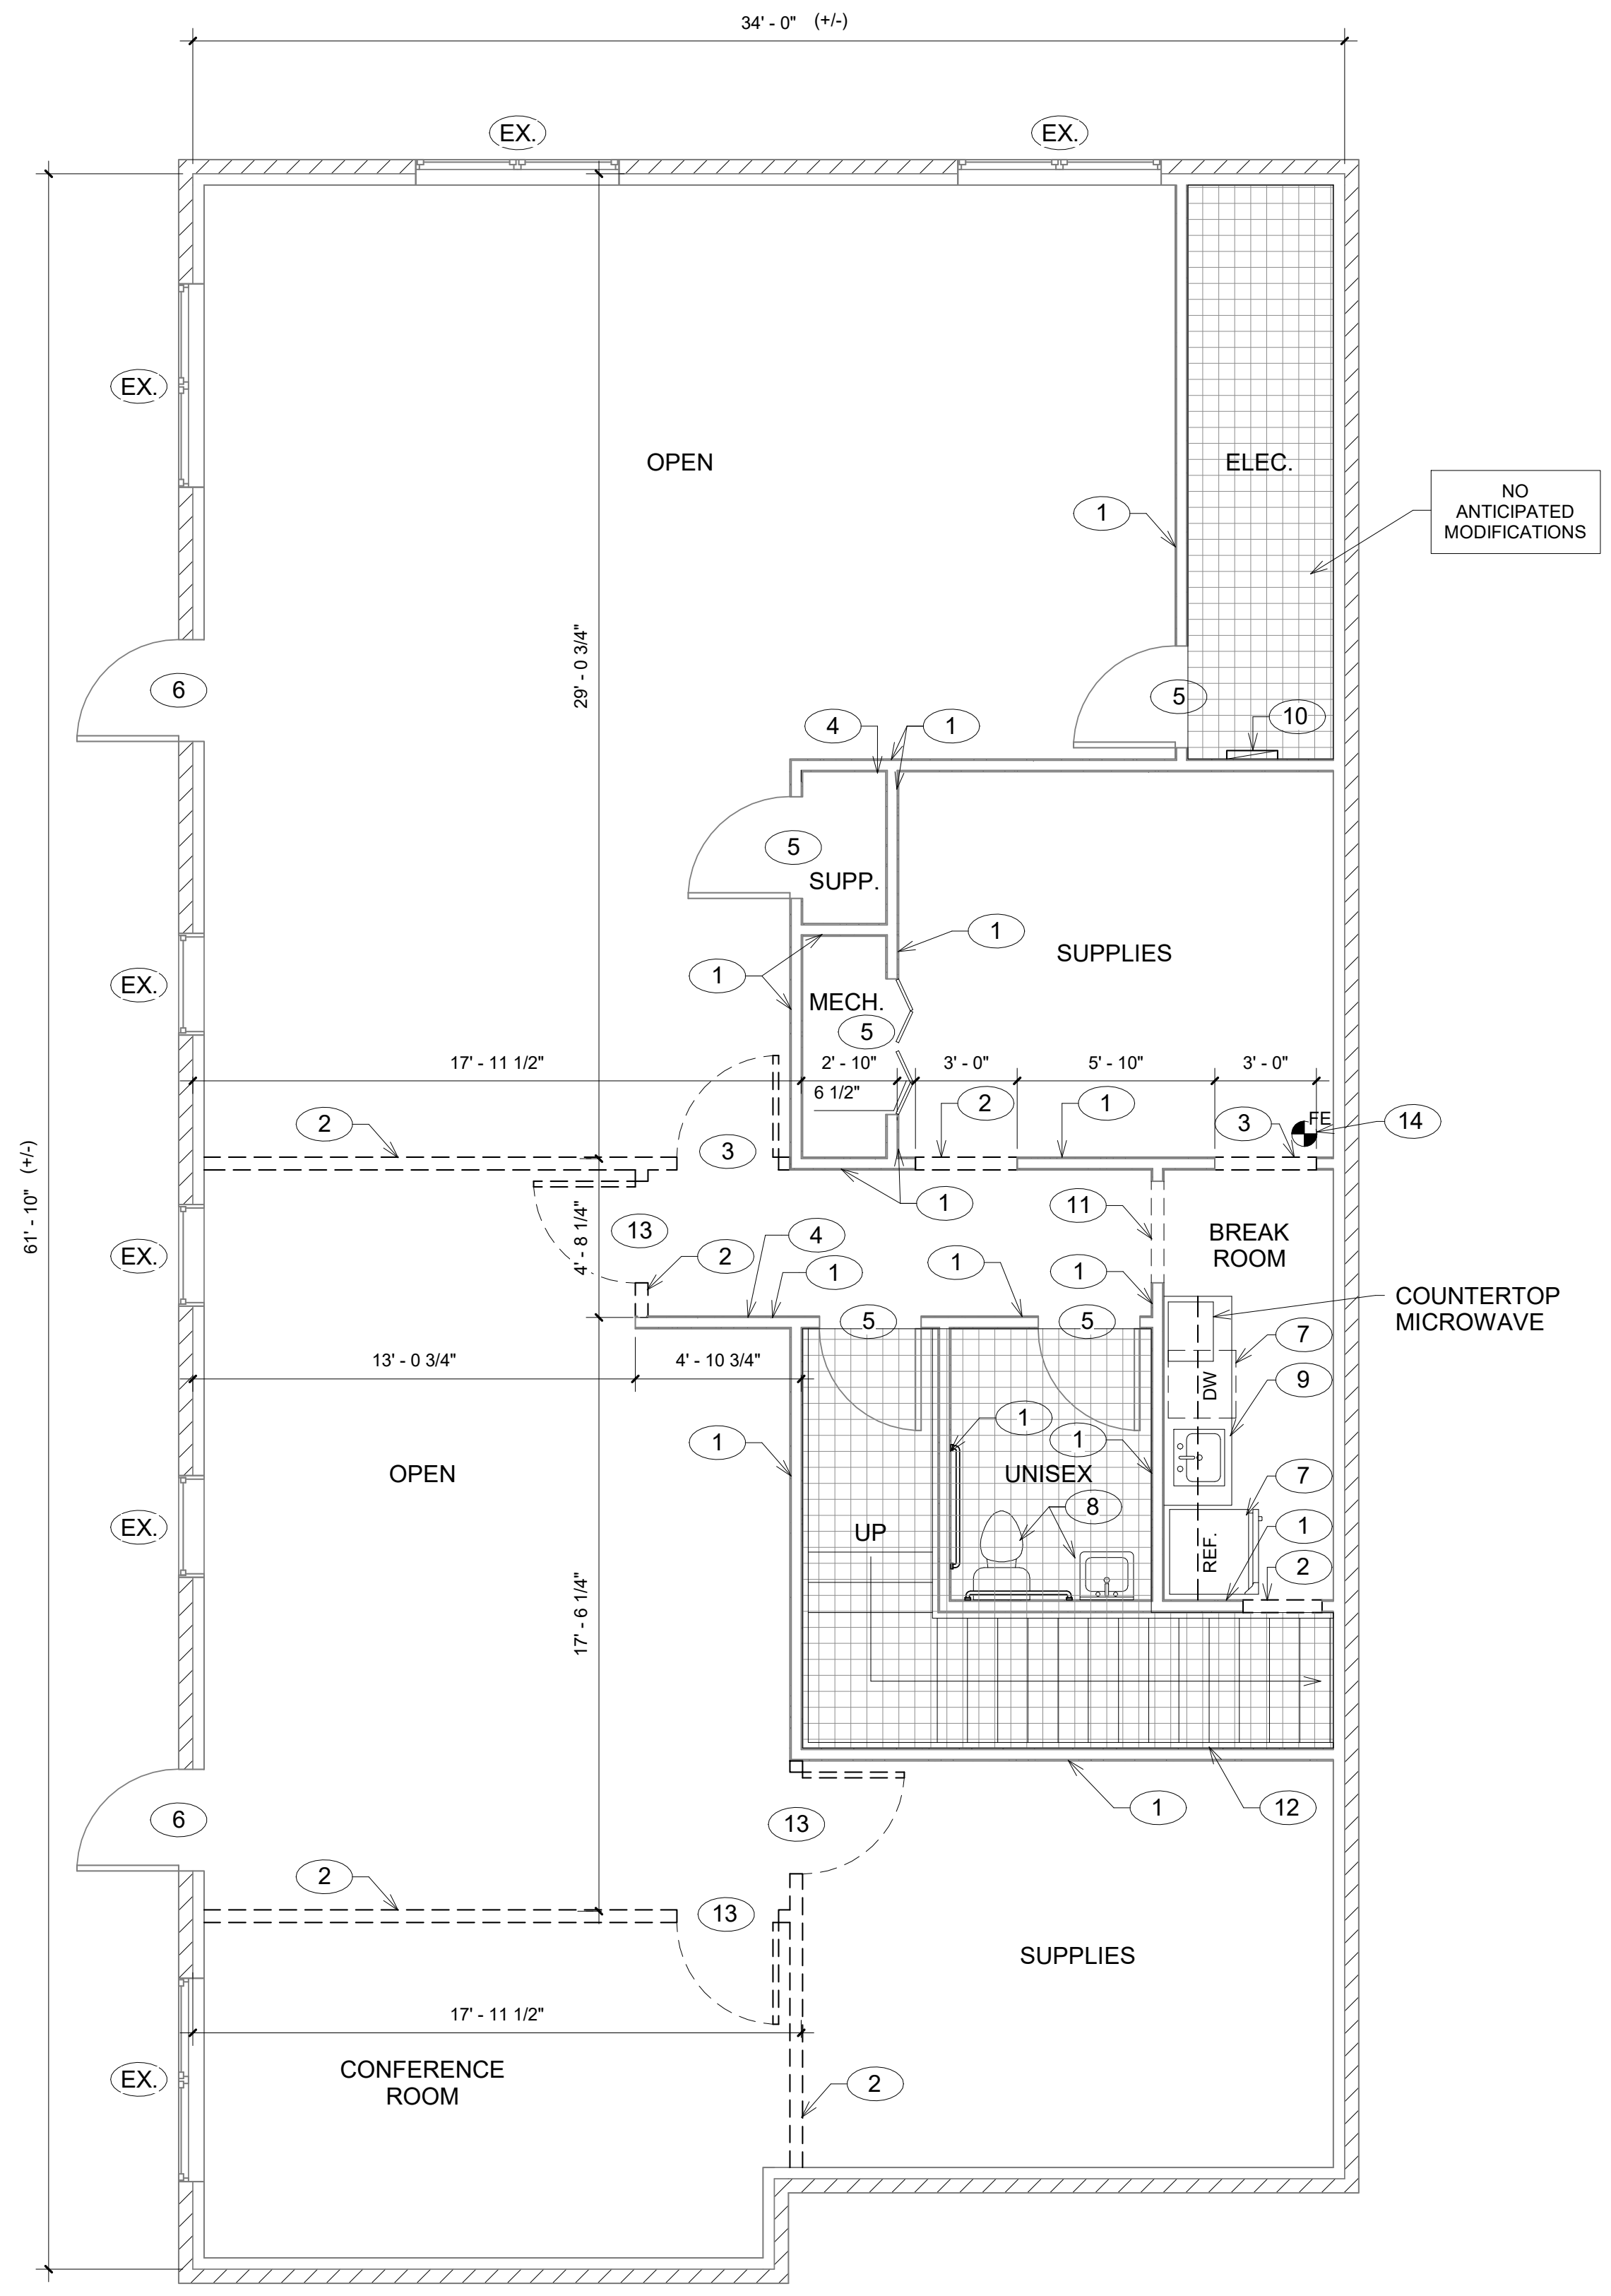 34' - 0" (+/-)
EX.
EX.
EX.
OPEN
ELEC.
NO
ANTICIPATED
MODIFICATIONS
1
29' - 0 3/4"
6
5
10
4
1
5
SUPP.
1
SUPPLIES
1
EX.
MECH.
5
17' - 11 1/2"
2' - 10"
3' - 0"
5' - 10"
3' - 0"
6 1/2"
2
2
1
3
FE
14
3
61' - 10" (+/-)
1
11
13
4' - 8 1/4"
4
BREAK
ROOM
EX.
2
1
1
1
COUNTERTOP
MICROWAVE
5
5
7
13' - 0 3/4"
4' - 10 3/4"
DW
9
1
1
1
OPEN
UNISEX
7
EX.
8
UP
REF.
1
2
17' - 6 1/4"
1
12
6
13
2
13
SUPPLIES
17' - 11 1/2"
EX.
CONFERENCE
ROOM
2